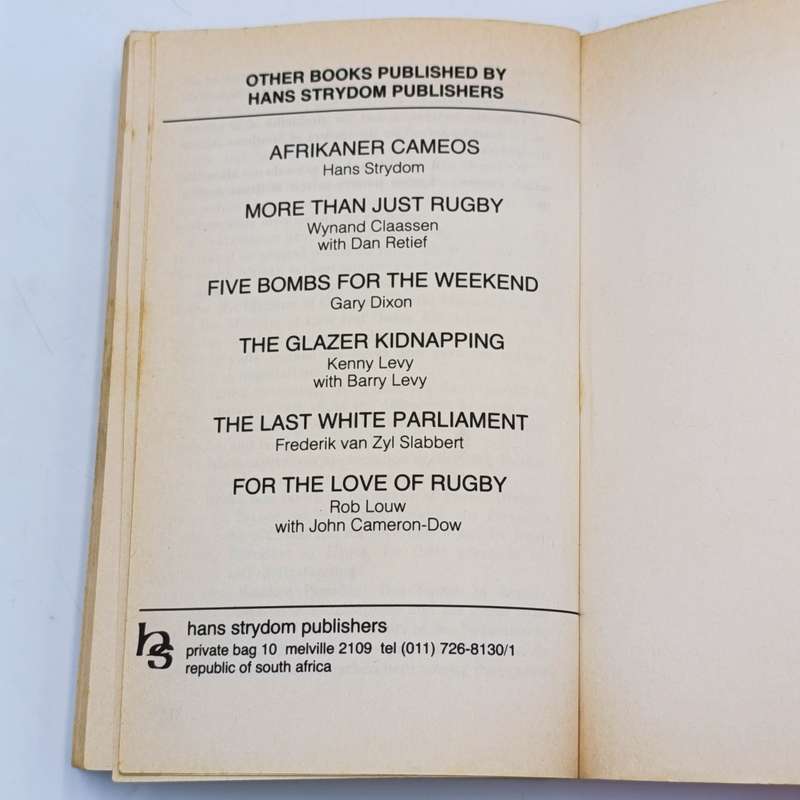 OTHER BOOKS PUBLISHED BY
HANS STRYDOM PUBLISHERS
AFRIKANER CAMEOS
Hans Strydom
MORE THAN JUST RUGBY
Wynand Claassen
with Dan Retief
FIVE BOMBS FOR THE WEEKEND
Gary Dixon
THE GLAZER KIDNAPPING
Kenny Levy
with Barry Levy
THE LAST WHITE PARLIAMENT
Frederik van Zyl Slabbert
FOR THE LOVE OF RUGBY
Rob Louw
with John Cameron-Dow
hs
hans strydom publishers
private bag 10 melville 2109 tel (011) 726-8130/1
republic of south africa